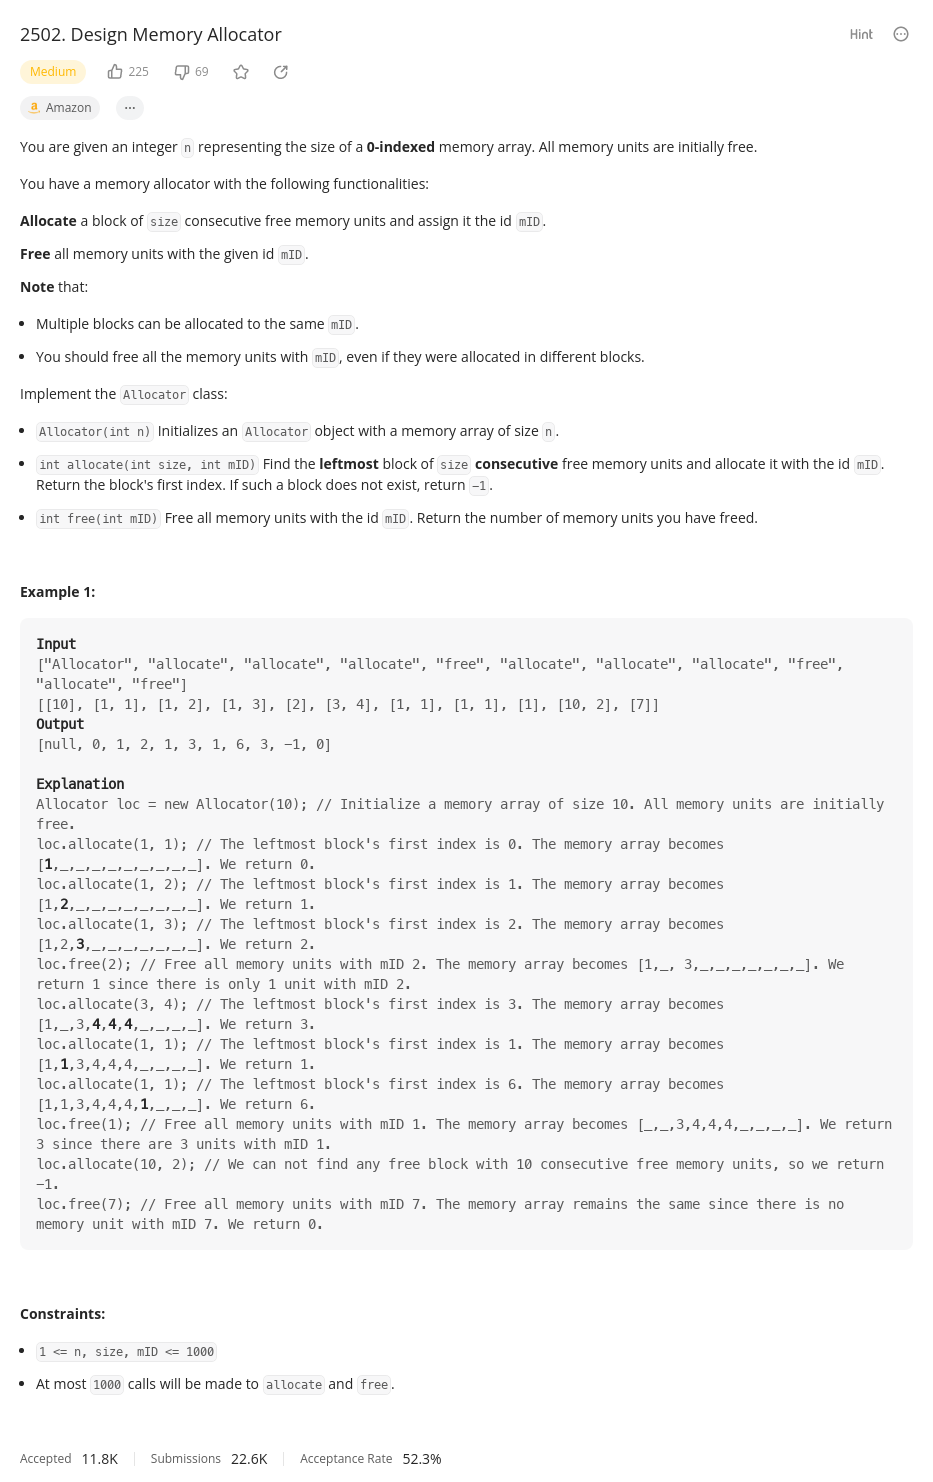 2502. Design Memory Allocator
Hint
Medium 225 69
Amazon ...
You are given an integer n representing the size of a 0-indexed memory array. All memory units are initially free.
You have a memory allocator with the following functionalities:
Allocate a block of size consecutive free memory units and assign it the id mID.
Free all memory units with the given id mID.
Note that:
• Multiple blocks can be allocated to the same mID.
• You should free all the memory units with mID, even if they were allocated in different blocks.
Implement the Allocator class:
• Allocator(int n) Initializes an Allocator object with a memory array of size n.
• int allocate(int size, int mID) Find the leftmost block of size consecutive free memory units and allocate it with the id mID.
Return the block's first index. If such a block does not exist, return -1.
• int free(int mID) Free all memory units with the id mID. Return the number of memory units you have freed.
Example 1:
Input
["Allocator", "allocate", "allocate", "allocate", "free", "allocate", "allocate", "allocate", "free",
"allocate", "free"]
[[10], [1, 1], [1, 2], [1, 3], [2], [3, 4], [1, 1], [1, 1], [1], [10, 2], [7]]
Output
[null, 0, 1, 2, 1, 3, 1, 6, 3, -1, 0]
Explanation
Allocator loc = new Allocator(10); // Initialize a memory array of size 10. All memory units are initially
free.
loc.allocate(1, 1); // The leftmost block's first index is 0. The memory array becomes
[1,_,_,_,_,_,_,_,_,_]. We return 0.
loc.allocate(1, 2); // The leftmost block's first index is 1. The memory array becomes
[1,2,_,_,_,_,_,_,_,_]. We return 1.
loc.allocate(1, 3); // The leftmost block's first index is 2. The memory array becomes
[1,2,3,_,_,_,_,_,_,_]. We return 2.
loc.free(2); // Free all memory units with mID 2. The memory array becomes [1,_, 3,_,_,_,_,_,_,_]. We
return 1 since there is only 1 unit with mID 2.
loc.allocate(3, 4); // The leftmost block's first index is 3. The memory array becomes
[1,_,3,4,4,4,_,_,_,_]. We return 3.
loc.allocate(1, 1); // The leftmost block's first index is 1. The memory array becomes
[1,1,3,4,4,4,_,_,_,_]. We return 1.
loc.allocate(1, 1); // The leftmost block's first index is 6. The memory array becomes
[1,1,3,4,4,4,1,_,_,_]. We return 6.
loc.free(1); // Free all memory units with mID 1. The memory array becomes [_,_,3,4,4,4,_,_,_,_]. We return
3 since there are 3 units with mID 1.
loc.allocate(10, 2); // We can not find any free block with 10 consecutive free memory units, so we return
-1.
loc.free(7); // Free all memory units with mID 7. The memory array remains the same since there is no
memory unit with mID 7. We return 0.
Constraints:
• 1 <= n, size, mID <= 1000
• At most 1000 calls will be made to allocate and free.
Accepted 11.8K Submissions 22.6K Acceptance Rate 52.3%